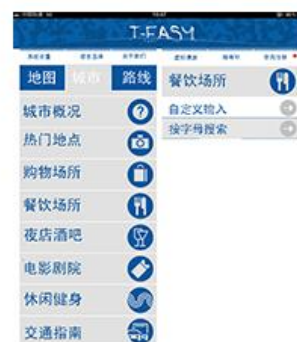 T-EASY
地图 城市 路线
城市概况
热门地点
购物场所
餐饮场所
夜店酒吧
电影剧院
休闲健身
交通指南
餐饮场所
自定义输入
按字母搜索